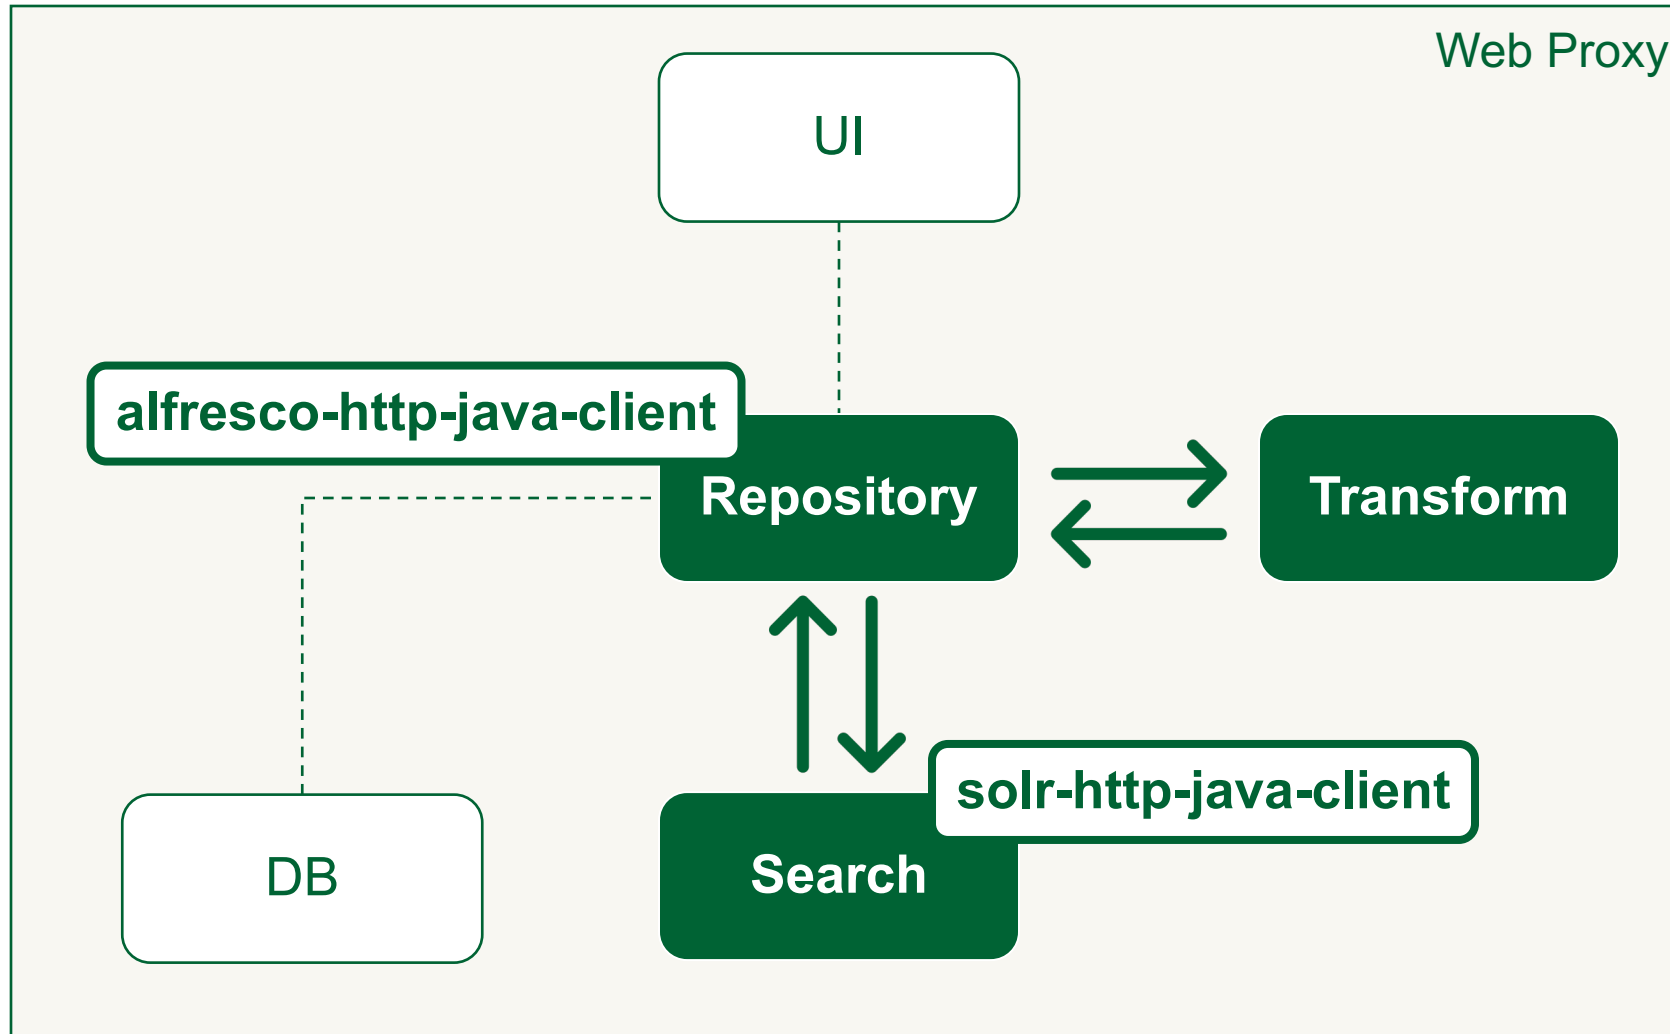 Web Proxy
UI
alfresco-http-java-client
Repository
Transform
solr-http-java-client
DB
Search